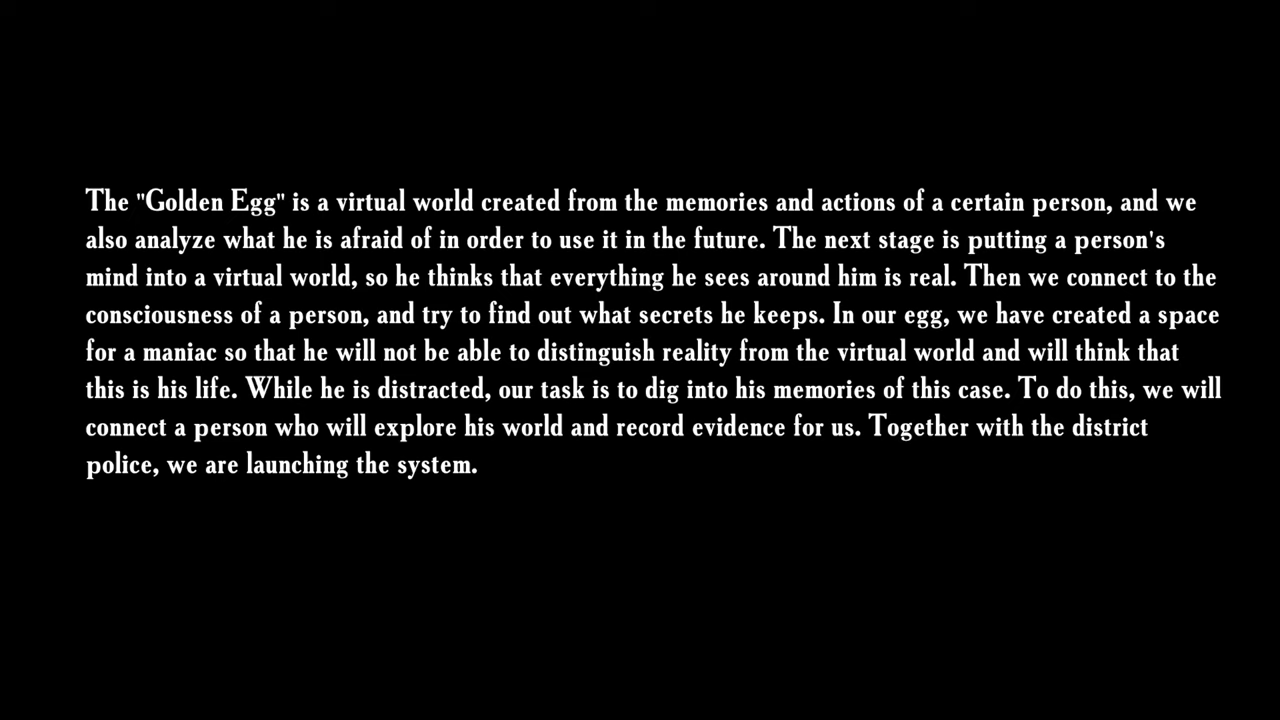 The "Golden Egg" is a virtual world created from the memories and actions of a certain person, and we
also analyze what he is afraid of in order to use it in the future. The next stage is putting a person's
mind into a virtual world, so he thinks that everything he sees around him is real. Then we connect to the
consciousness of a person, and try to find out what secrets he keeps. In our egg, we have created a space
for a maniac so that he will not be able to distinguish reality from the virtual world and will think that
this is his life. While he is distracted, our task is to dig into his memories of this case. To do this, we will
connect a person who will explore his world and record evidence for us. Together with the district
police, we are launching the system.